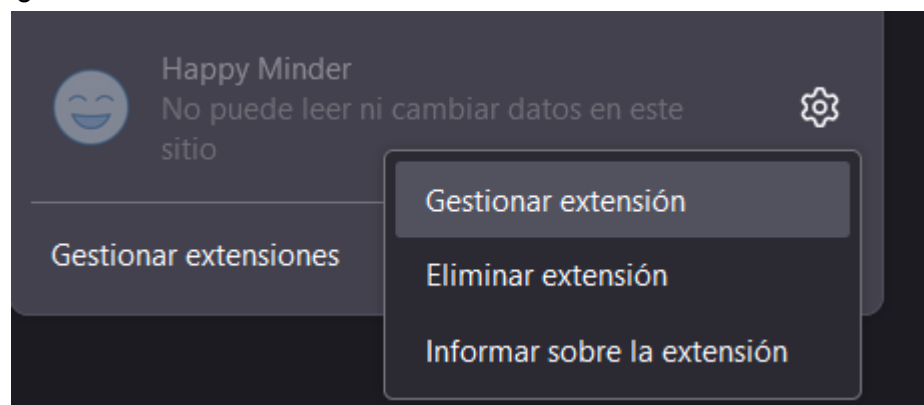 Happy Minder
No puede leer ni cambiar datos en este
sitio
Gestionar extensión
Gestionar extensiones
Eliminar extensión
Informar sobre la extensión